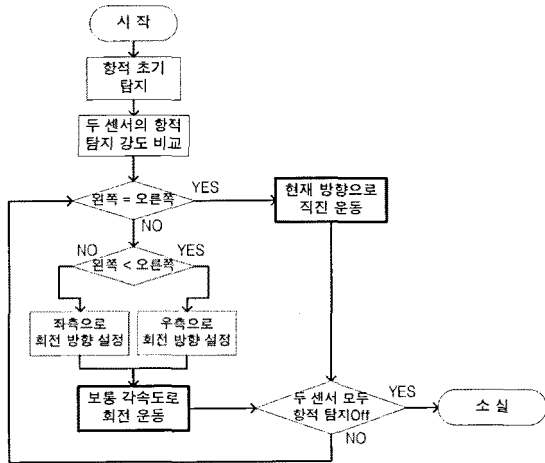 시 작
항적 초기
탐지
두 센서의 항적
탐지 강도 비교
왼쪽 = 오른쪽
YES
현재 방향으로
직진 운동
NO
NO
YES
왼쪽 < 오른쪽
좌측으로
회전 방향 설정
우측으로
회전 방향 설정
보통 각속도로
회전 운동
두 센서 모두
항적 탐지Off
YES
소 실
NO